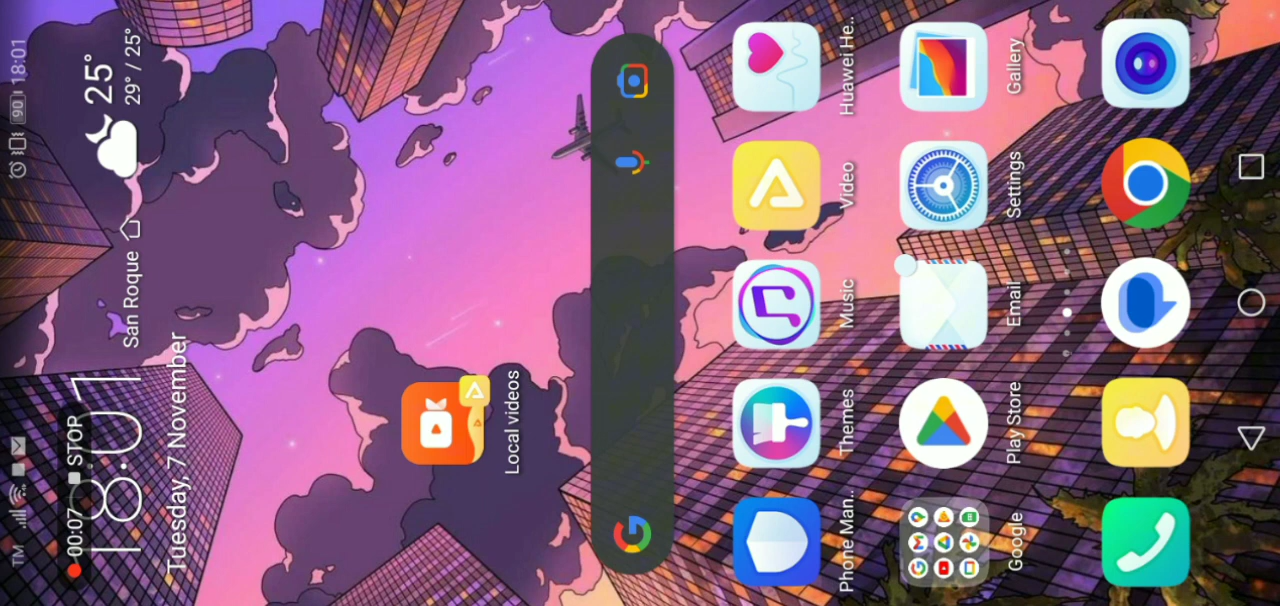 TM 90 18:01
00:07 STOP
18:01
Tuesday, 7 November
San Roque
25°
29° / 25°
Local videos
Phone Man..
Themes
Music
Video
Huawei He..
Google
Play Store
Email
Settings
Gallery